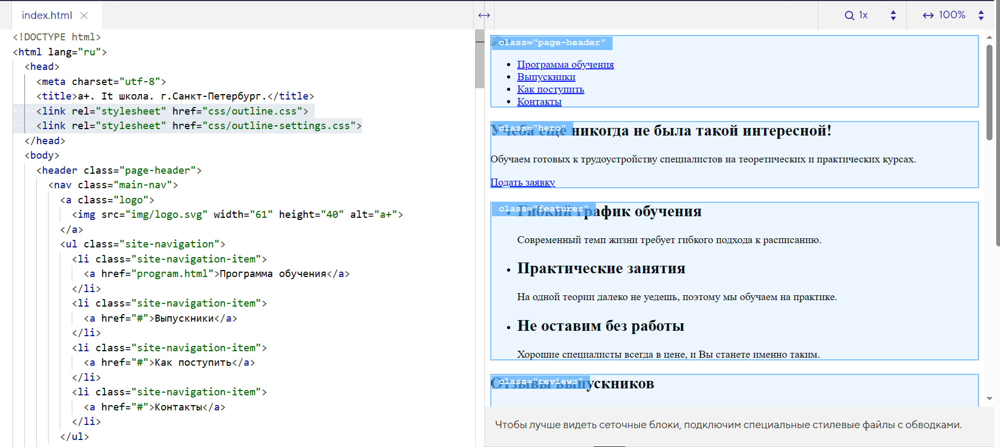 index.html
1x
100%
<!DOCTYPE html>
<html lang="ru">
<head>
<meta charset="utf-8">
<title>a+. It школа. г.Санкт-Петербург.</title>
<link rel="stylesheet" href="css/outline.css">
<link rel="stylesheet" href="css/outline-settings.css">
</head>
<body>
<header class="page-header">
<nav class="main-nav">
<a class="logo">
<img src="img/logo.svg" width="61" height="40" alt="a+">
</a>
<ul class="site-navigation">
<li class="site-navigation-item">
<a href="program.html">Программа обучения</a>
</li>
<li class="site-navigation-item">
<a href="#">Выпускники</a>
</li>
<li class="site-navigation-item">
<a href="#">Как поступить</a>
</li>
<li class="site-navigation-item">
<a href="#">Контакты</a>
</li>
</ul>
class="page-header"
Программа обучения
Выпускники
Как поступить
Контакты
class="hero"
Учеба еще никогда не была такой интересной!
Обучаем готовых к трудоустройству специалистов на теоретических и практических курсах.
Подать заявку
class="features"
Гибкий график обучения
Современный темп жизни требует гибкого подхода к расписанию.
Практические занятия
На одной теории далеко не уедешь, поэтому мы обучаем на практике.
Не оставим без работы
Хорошие специалисты всегда в цене, и Вы станете именно таким.
class="reviews"
Отзывы выпускников
Чтобы лучше видеть сеточные блоки, подключим специальные стилевые файлы с обводками.